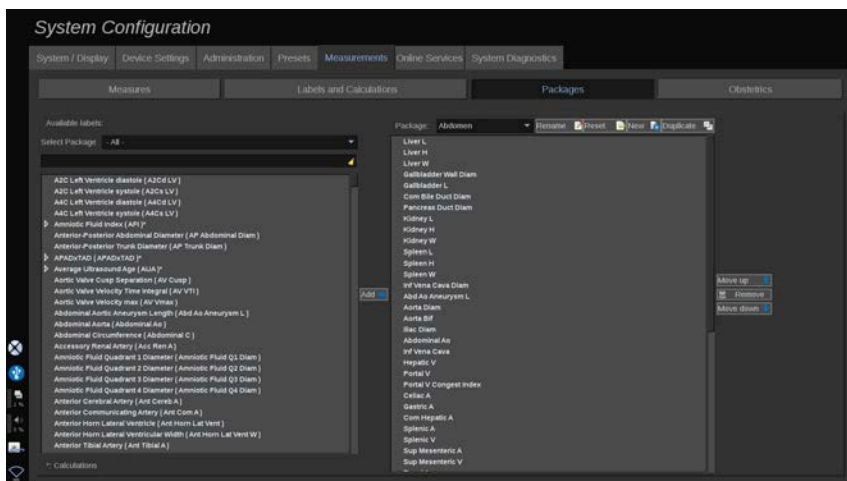 System Configuration
System / Display Device Settings Administration Presets Measurements Online Services System Diagnostics
Measures Labels and Calculations Packages Obstetrics
Available labels:
Select Package - All -
A2C Left Ventricle diastole ( A2Cd LV )
A2C Left Ventricle systole ( A2Cs LV )
A4C Left Ventricle diastole ( A4Cd LV )
A4C Left Ventricle systole ( A4Cs LV )
Amniotic Fluid Index ( AFI )*
Anterior-Posterior Abdominal Diameter ( AP Abdominal Diam )
Anterior-Posterior Trunk Diameter ( AP Trunk Diam )
APADxTAD ( APADxTAD )*
Average Ultrasound Age ( AUA )*
Aortic Valve Cusp Separation ( AV Cusp )
Aortic Valve Velocity Time Integral ( AV VTI )
Aortic Valve Velocity max ( AV Vmax )
Abdominal Aortic Aneurysm Length ( Abd Ao Aneurysm L )
Abdominal Aorta ( Abdominal Ao )
Abdominal Circumference ( Abdominal C )
Accessory Renal Artery ( Acc Ren A )
Amniotic Fluid Quadrant 1 Diameter ( Amniotic Fluid Q1 Diam )
Amniotic Fluid Quadrant 2 Diameter ( Amniotic Fluid Q2 Diam )
Amniotic Fluid Quadrant 3 Diameter ( Amniotic Fluid Q3 Diam )
Amniotic Fluid Quadrant 4 Diameter ( Amniotic Fluid Q4 Diam )
Anterior Cerebral Artery ( Ant Cereb A )
Anterior Communicating Artery ( Ant Com A )
Anterior Horn Lateral Ventricle ( Ant Horn Lat Vent )
Anterior Horn Lateral Ventricular Width ( Ant Horn Lat Vent W )
Anterior Tibial Artery ( Ant Tibial A )
*: Calculations
Add
Package: Abdomen Rename Reset New Duplicate
Liver L
Liver H
Liver W
Gallbladder Wall Diam
Gallbladder L
Com Bile Duct Diam
Pancreas Duct Diam
Kidney L
Kidney H
Kidney W
Spleen L
Spleen H
Spleen W
Inf Vena Cava Diam
Abd Ao Aneurysm L
Aorta Diam
Aorta Bif
Iliac Diam
Abdominal Ao
Inf Vena Cava
Hepatic V
Portal V
Portal V Congest Index
Celiac A
Gastric A
Com Hepatic A
Splenic A
Splenic V
Sup Mesenteric A
Sup Mesenteric V
Move up
Remove
Move down